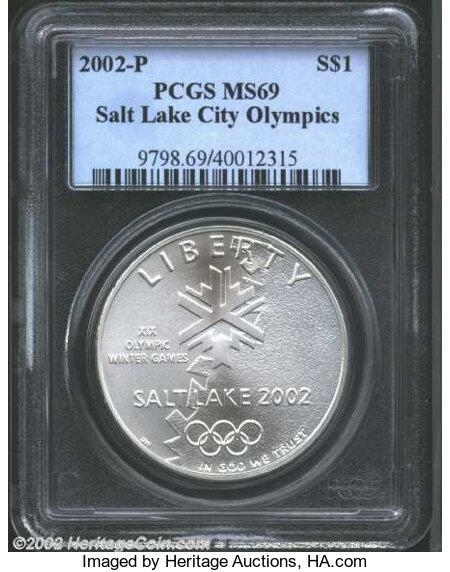 2002-P S$1
PCGS MS69
Salt Lake City Olympics
9798.69/40012315
LIBERTY
XIX
OLYMPIC
WINTER GAMES
SALT LAKE 2002
IN GOD WE TRUST
©2002 HeritageCoin.com
Imaged by Heritage Auctions, HA.com